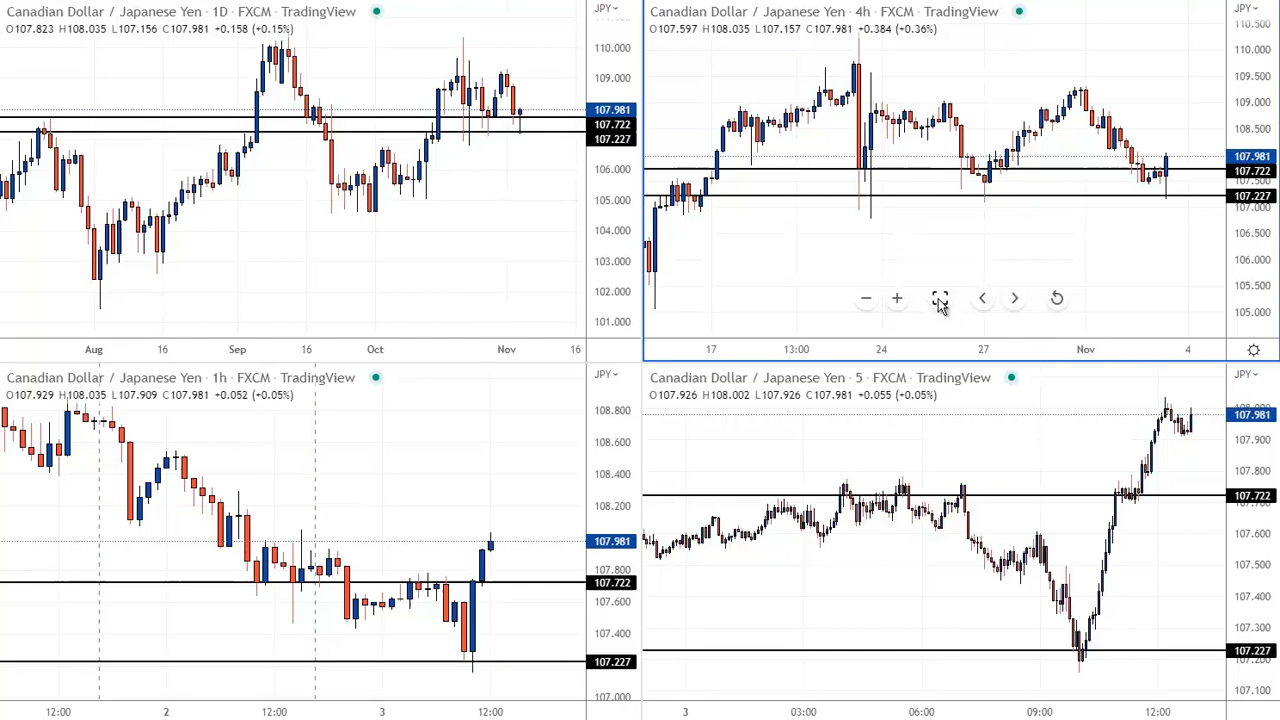 Canadian Dollar / Japanese Yen · 1D · FXCM · TradingView
O107.823 H108.035 L107.156 C107.981 +0.158 (+0.15%)
JPY
110.000
109.000
107.981
107.722
107.227
106.000
105.000
104.000
103.000
102.000
101.000
Aug 16 Sep 16 Oct Nov 16
Canadian Dollar / Japanese Yen · 4h · FXCM · TradingView
O107.597 H108.035 L107.157 C107.981 +0.384 (+0.36%)
JPY
110.500
110.000
109.500
109.000
108.500
107.981
107.722
107.500
107.227
107.000
106.500
106.000
105.500
105.000
17 13:00 24 27 Nov 4
Canadian Dollar / Japanese Yen · 1h · FXCM · TradingView
O107.929 H108.035 L107.909 C107.981 +0.052 (+0.05%)
JPY
108.800
108.600
108.400
108.200
107.981
107.800
107.722
107.600
107.400
107.227
107.000
12:00 2 12:00 3 12:00
Canadian Dollar / Japanese Yen · 5 · FXCM · TradingView
O107.926 H108.002 L107.926 C107.981 +0.055 (+0.05%)
JPY
108.000
107.981
107.900
107.800
107.722
107.600
107.500
107.400
107.300
107.227
107.100
3 03:00 06:00 09:00 12:00